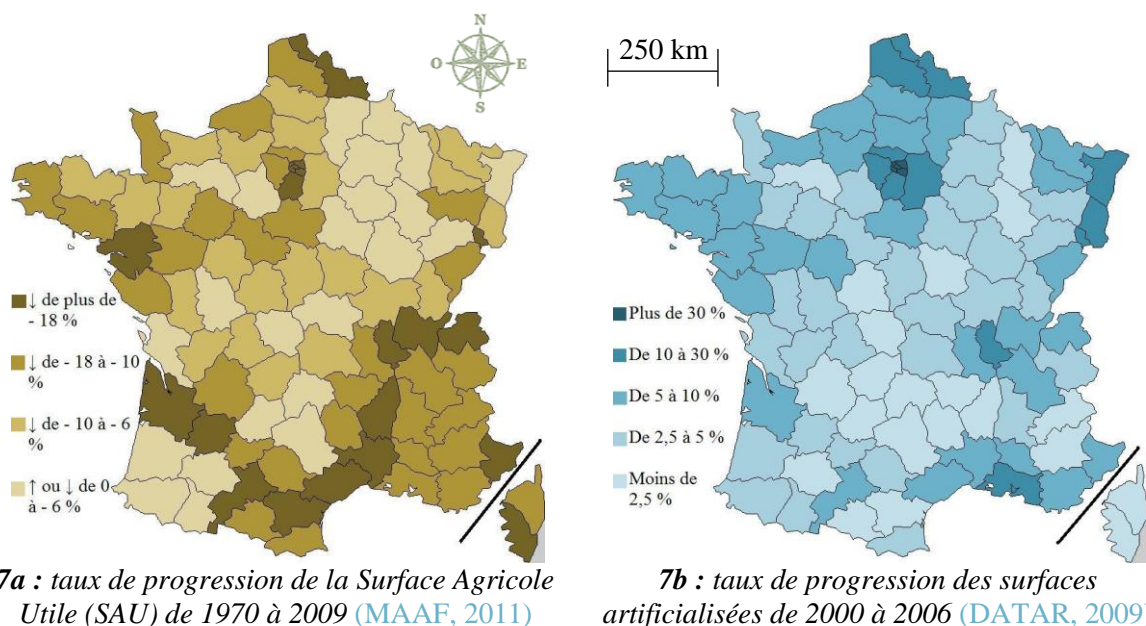 N
O
E
S
250 km
↓ de plus de
- 18 %
↓ de - 18 à - 10
%
↓ de - 10 à - 6
%
↑ ou ↓ de 0
à - 6 %
Plus de 30 %
De 10 à 30 %
De 5 à 10 %
De 2,5 à 5 %
Moins de
2,5 %
7a : taux de progression de la Surface Agricole
Utile (SAU) de 1970 à 2009 (MAAF, 2011)
7b : taux de progression des surfaces
artificialisées de 2000 à 2006 (DATAR, 2009